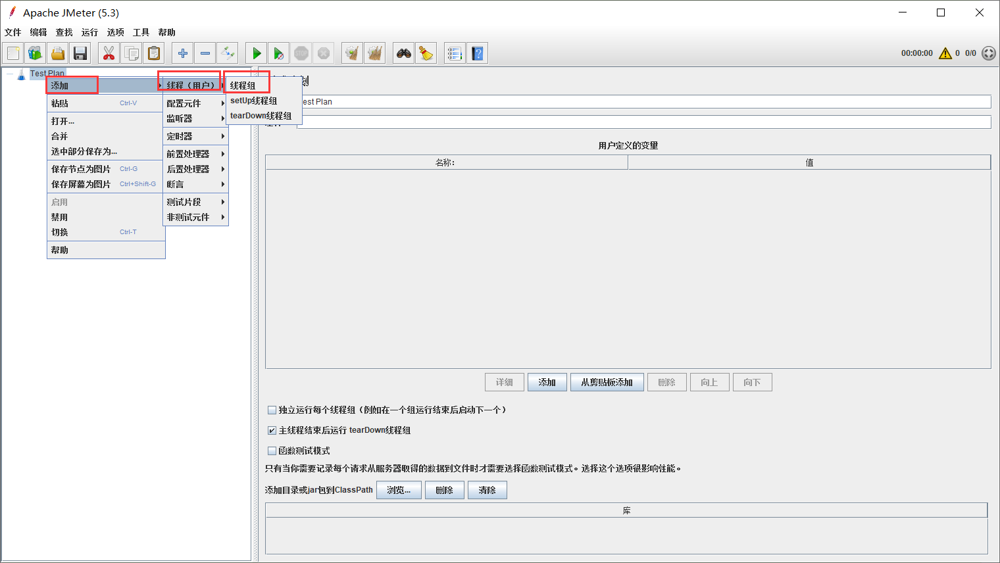 Apache JMeter (5.3)
文件 编辑 查找 运行 选项 工具 帮助
STOP
00:00:00 0 0/0
Test Plan
添加
粘贴 Ctrl-V
打开...
合并
选中部分保存为...
保存节点为图片 Ctrl-G
保存屏幕为图片 Ctrl+Shift-G
启用
禁用
切换 Ctrl-T
帮助
线程（用户）
配置元件
监听器
定时器
前置处理器
后置处理器
断言
测试片段
非测试元件
线程组
setUp线程组
tearDown线程组
est Plan
用户定义的变量
名称: 值
详细 添加 从剪贴板添加 删除 向上 向下
独立运行每个线程组（例如在一个组运行结束后启动下一个）
主线程结束后运行 tearDown线程组
函数测试模式
只有当你需要记录每个请求从服务器取得的数据到文件时才需要选择函数测试模式。选择这个选项很影响性能。
添加目录或jar包到ClassPath 浏览... 删除 清除
库